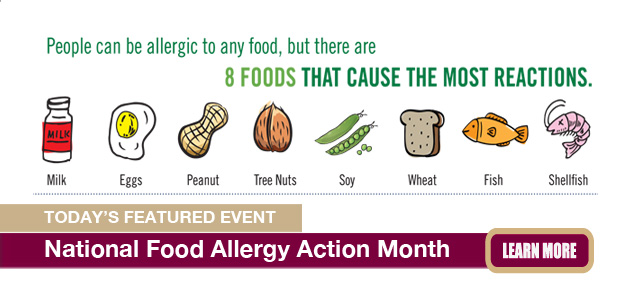 People can be allergic to any food, but there are
8 FOODS THAT CAUSE THE MOST REACTIONS.
MILK
Milk Eggs Peanut Tree Nuts Soy Wheat Fish Shellfish
TODAY'S FEATURED EVENT
National Food Allergy Action Month LEARN MORE